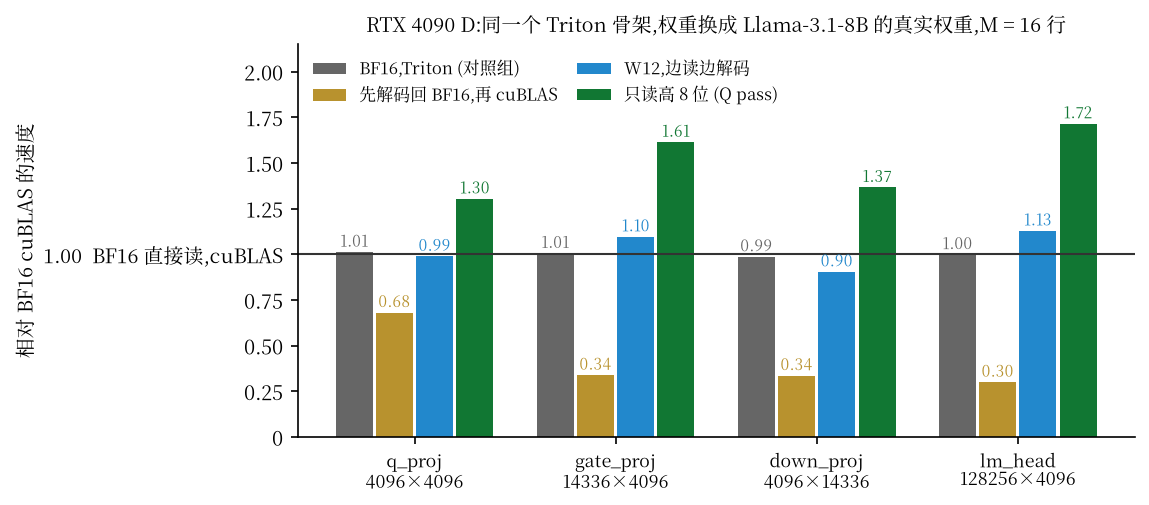 RTX 4090 D:同一个 Triton 骨架,权重换成 Llama-3.1-8B 的真实权重,M = 16 行
BF16,Triton (对照组)
先解码回 BF16,再 cuBLAS
W12,边读边解码
只读高 8 位 (Q pass)
相对 BF16 cuBLAS 的速度
2.00
1.75
1.50
1.25
1.00 BF16 直接读,cuBLAS
0.75
0.50
0.25
0
1.01
0.68
0.99
1.30
1.01
0.34
1.10
1.61
0.99
0.34
0.90
1.37
1.00
0.30
1.13
1.72
q_proj
4096×4096
gate_proj
14336×4096
down_proj
4096×14336
lm_head
128256×4096